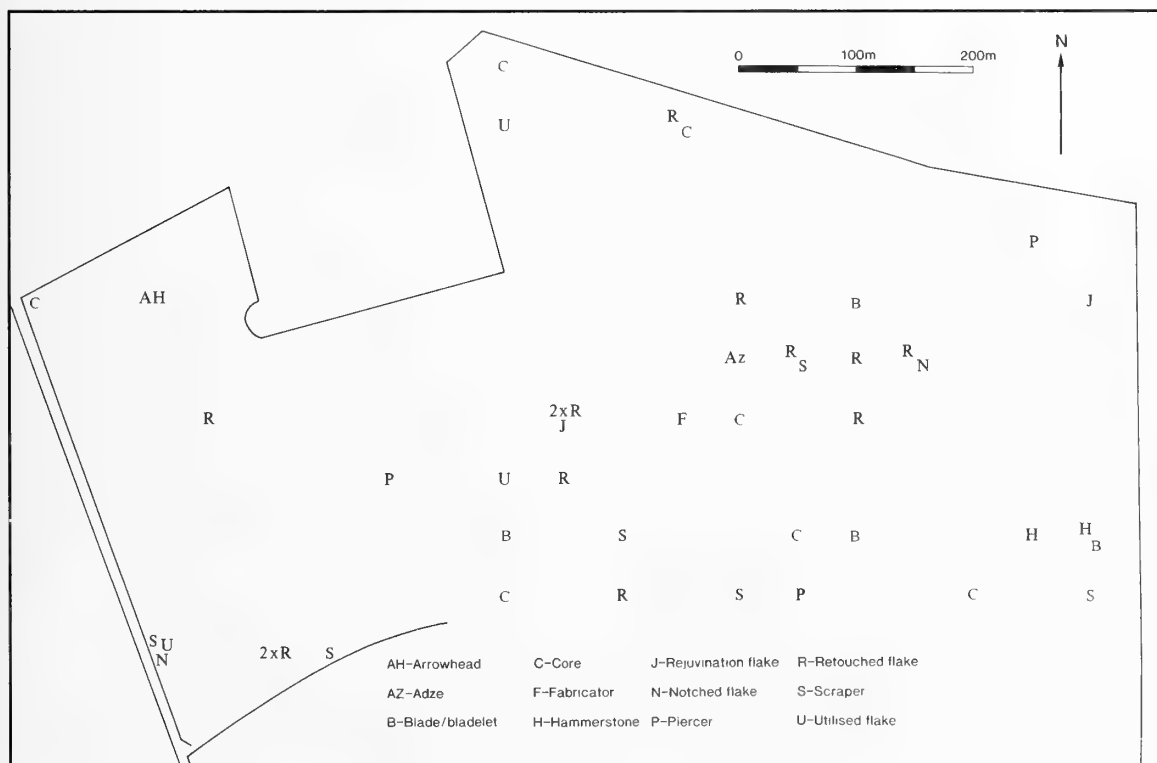 0 100m 200m
N
C
U
R
C
P
C AH R B J
Az R S R R N
R 2xR F C R
J
P U R
B S C B H H B
C R S P C S
S U
N
2xR S
AH-Arrowhead C-Core J-Rejuvination flake R-Retouched flake
AZ-Adze F-Fabricator N-Notched flake S-Scraper
B-Blade/bladelet H-Hammerstone P-Piercer U-Utilised flake